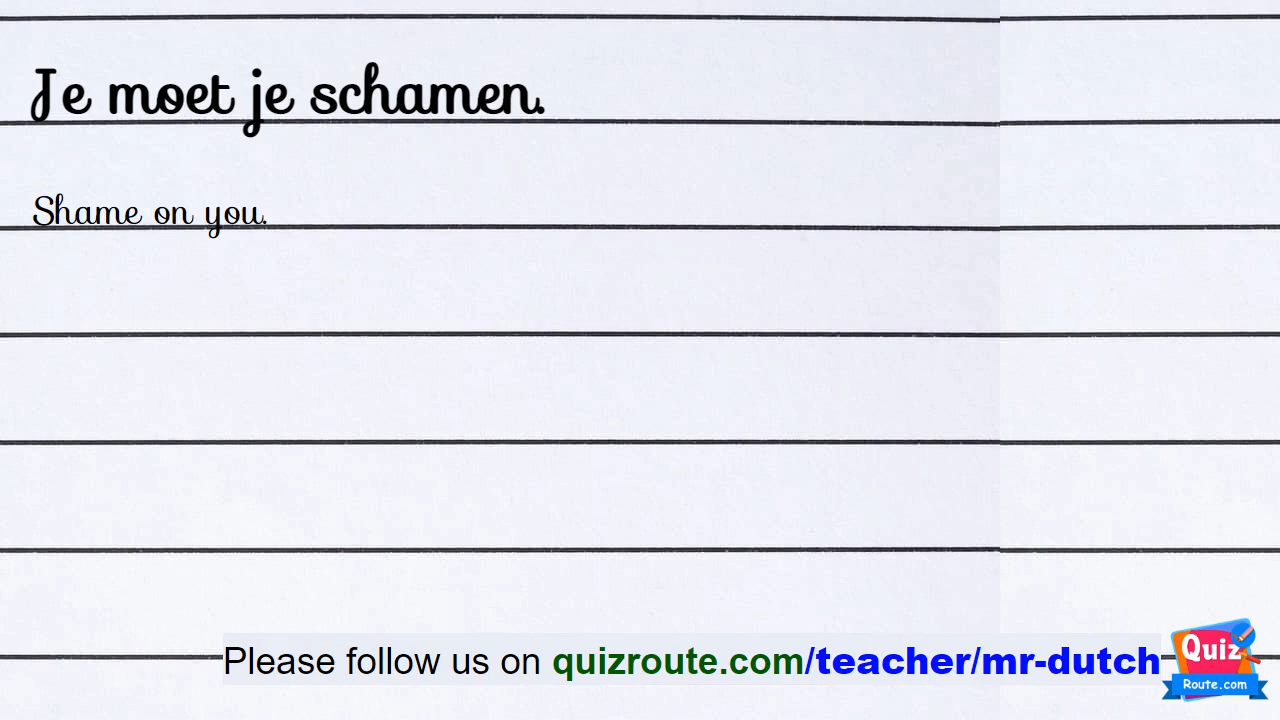 Je moet je schamen.
Shame on you.
Please follow us on quizroute.com/teacher/mr-dutch
Quiz
Route.com